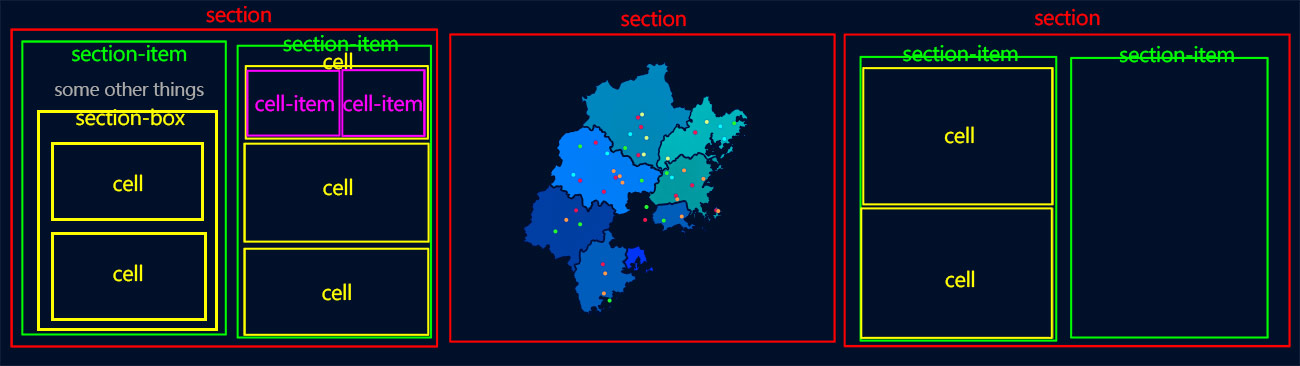 section
section-item
some other things
section-box
cell
cell
section-item
cell
cell-item
cell-item
cell
cell
section
section
section-item
cell
cell
section-item